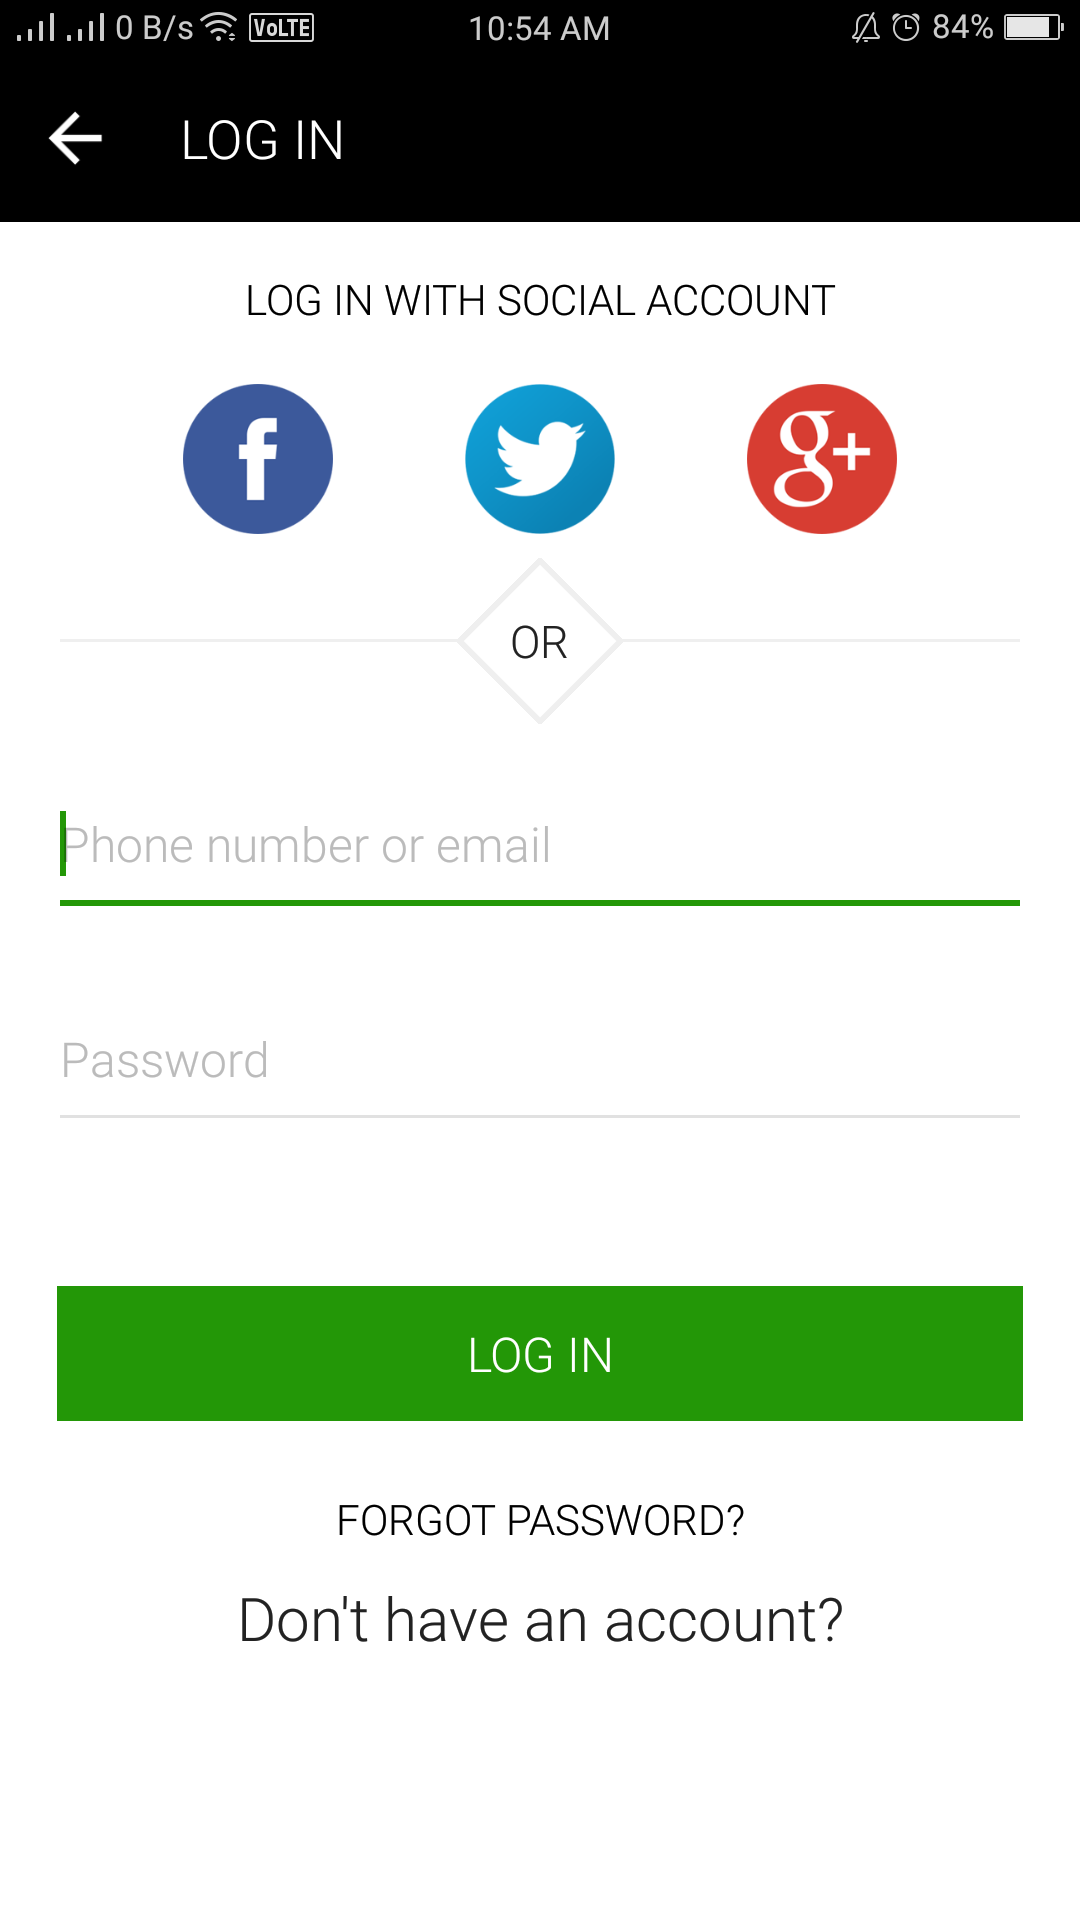 0 B/s VoLTE 10:54 AM 84%
LOG IN
LOG IN WITH SOCIAL ACCOUNT
f g+
OR
Phone number or email
Password
LOG IN
FORGOT PASSWORD?
Don't have an account?